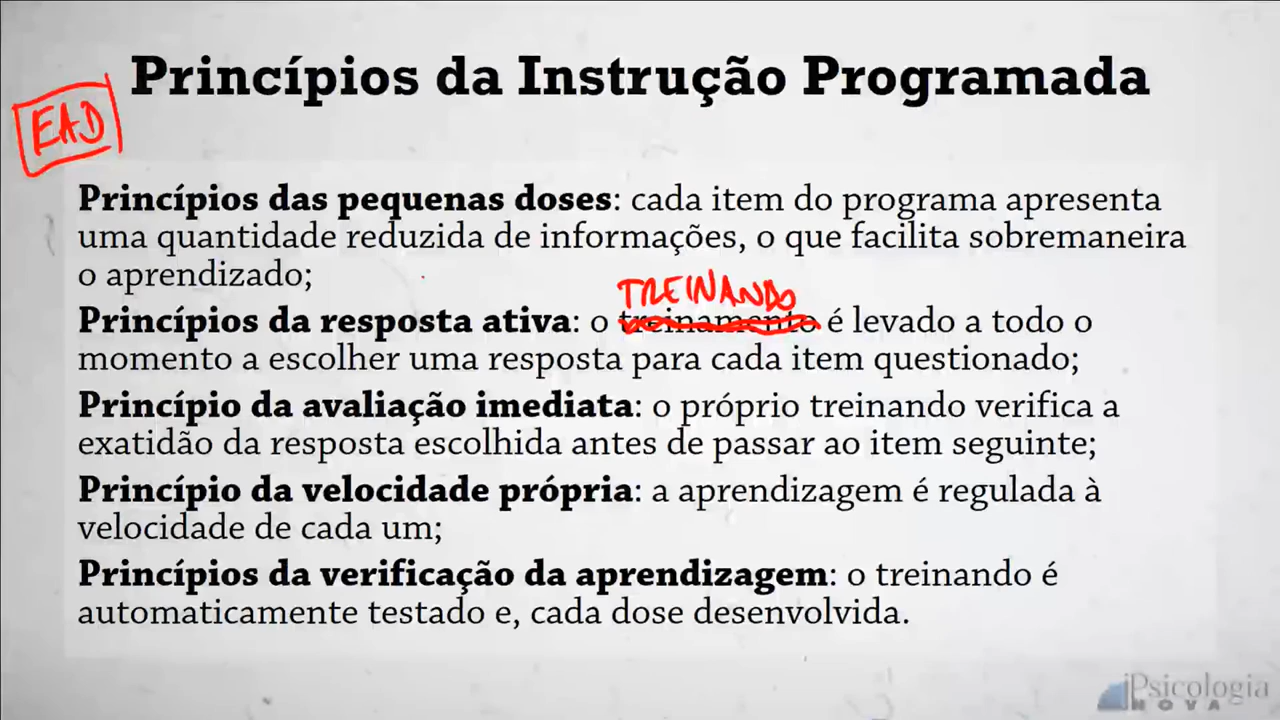 Princípios da Instrução Programada
EAD
Princípios das pequenas doses: cada item do programa apresenta
uma quantidade reduzida de informações, o que facilita sobremaneira
o aprendizado;
TREINANDO
Princípios da resposta ativa: o treinamento é levado a todo o
momento a escolher uma resposta para cada item questionado;
Princípio da avaliação imediata: o próprio treinando verifica a
exatidão da resposta escolhida antes de passar ao item seguinte;
Princípio da velocidade própria: a aprendizagem é regulada à
velocidade de cada um;
Princípios da verificação da aprendizagem: o treinando é
automaticamente testado e, cada dose desenvolvida.
Psicologia
NOVA